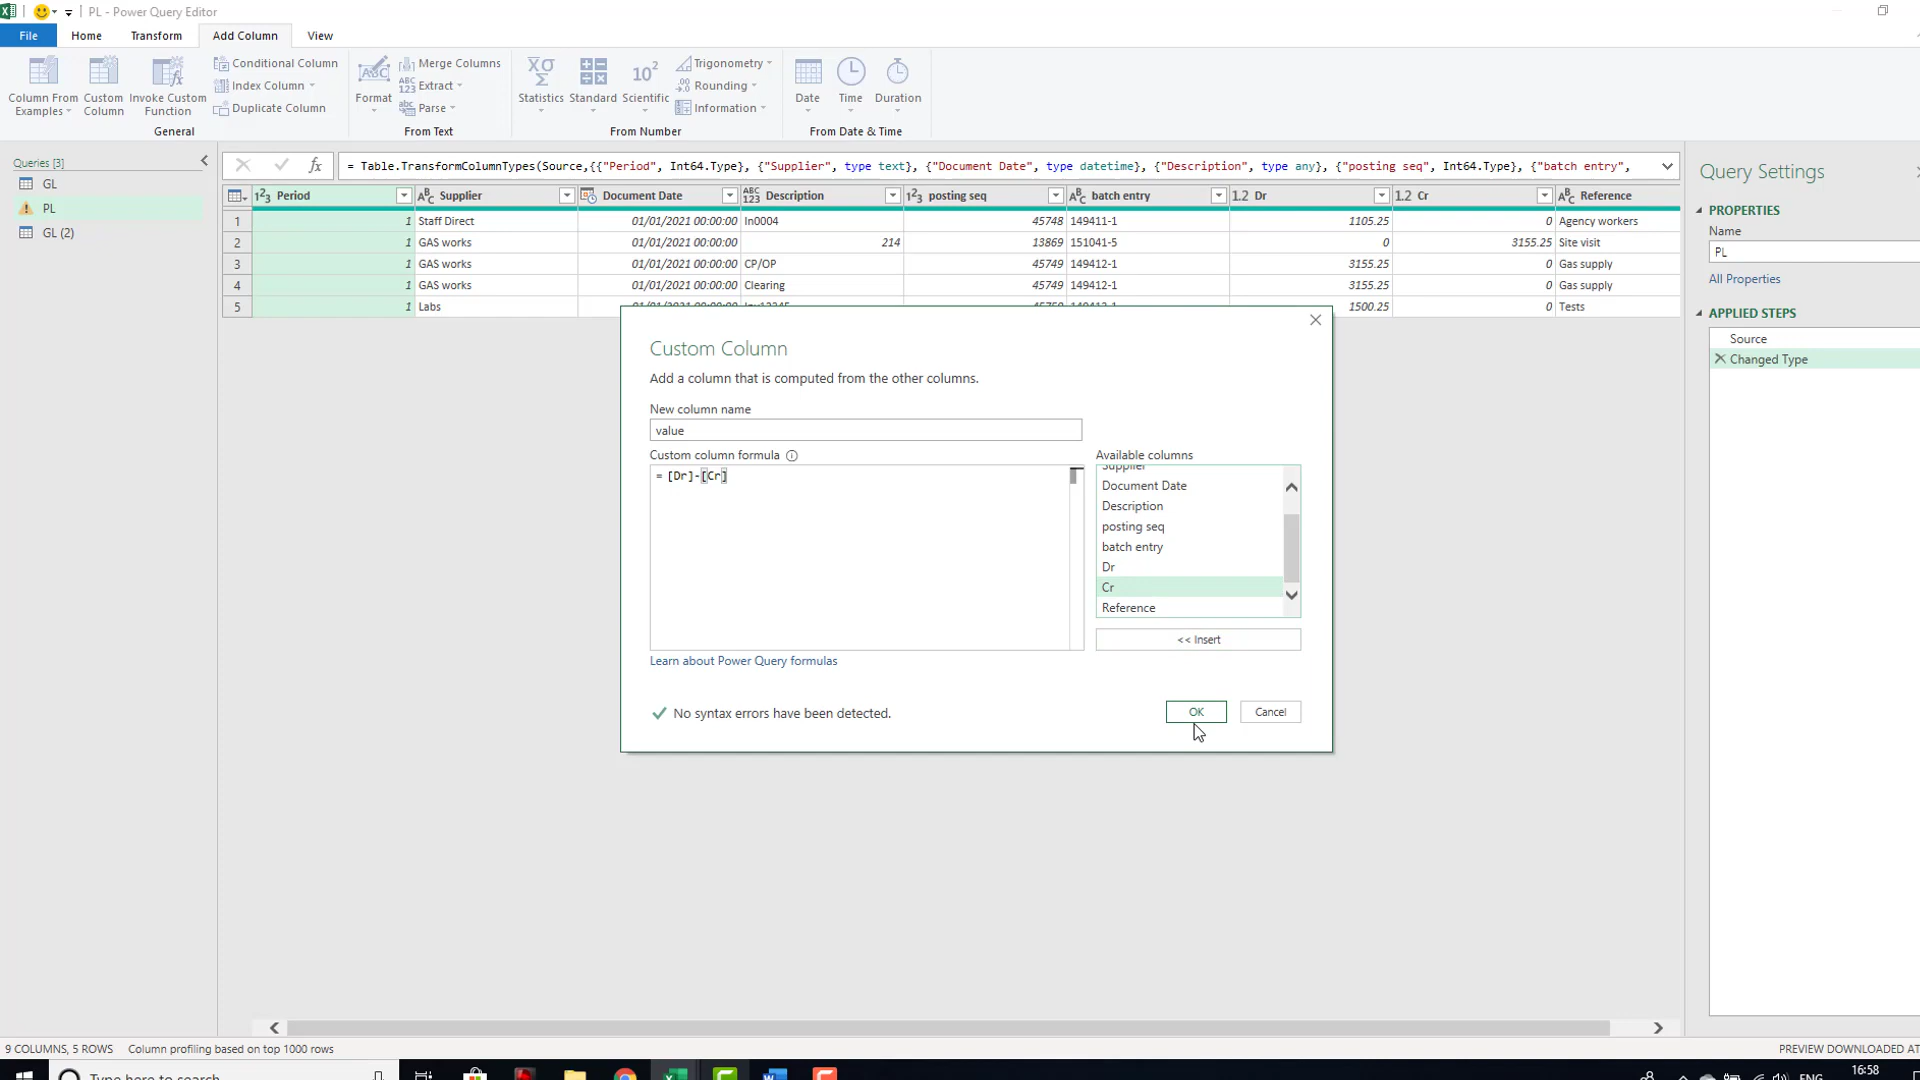 PL - Power Query Editor
File Home Transform Add Column View
Column From Examples
Custom Column
Invoke Custom Function
Conditional Column
Index Column
Duplicate Column
General
Format
ABC
Merge Columns
Extract
Parse
From Text
Statistics
Standard
Scientific
Trigonometry
Rounding
Information
From Number
Date
Time
Duration
From Date & Time
Queries [3]
GL
PL
GL (2)
= Table.TransformColumnTypes(Source,{{"Period", Int64.Type}, {"Supplier", type text}, {"Document Date", type datetime}, {"Description", type any}, {"posting seq", Int64.Type}, {"batch entry",
Period Supplier Document Date Description posting seq batch entry 1.2 Dr 1.2 Cr Reference
1 1 Staff Direct 01/01/2021 00:00:00 In0004 45748 149411-1 1105.25 0 Agency workers
2 1 GAS works 01/01/2021 00:00:00 214 13869 151041-5 0 3155.25 Site visit
3 1 GAS works 01/01/2021 00:00:00 CP/OP 45749 149412-1 3155.25 0 Gas supply
4 1 GAS works 01/01/2021 00:00:00 Clearing 45749 149412-1 3155.25 0 Gas supply
5 1 Labs 1500.25 0 Tests
Custom Column
Add a column that is computed from the other columns.
New column name
value
Custom column formula
= [Dr]-[Cr]
Available columns
Supplier
Document Date
Description
posting seq
batch entry
Dr
Cr
Reference
<< Insert
Learn about Power Query formulas
No syntax errors have been detected.
OK
Cancel
Query Settings
PROPERTIES
Name
PL
All Properties
APPLIED STEPS
Source
Changed Type
9 COLUMNS, 5 ROWS Column profiling based on top 1000 rows
PREVIEW DOWNLOADED AT
Type here to search
ENG
16:58